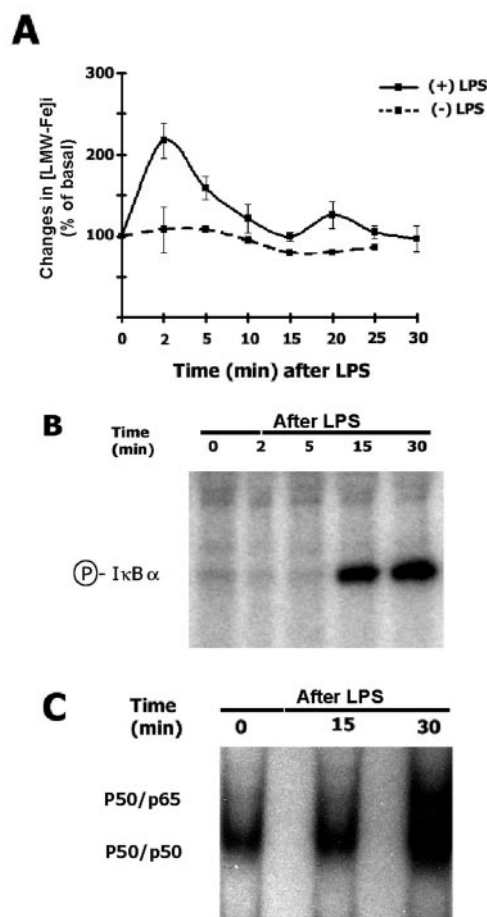 A
300
200
100
Changes in [LMW-Fe]i
(% of basal)
(+) LPS
(-) LPS
0 2 5 10 15 20 25 30
Time (min) after LPS
B
After LPS
Time
(min)
0 2 5 15 30
P - IκB α
C
After LPS
Time
(min)
0 15 30
P50/p65
P50/p50